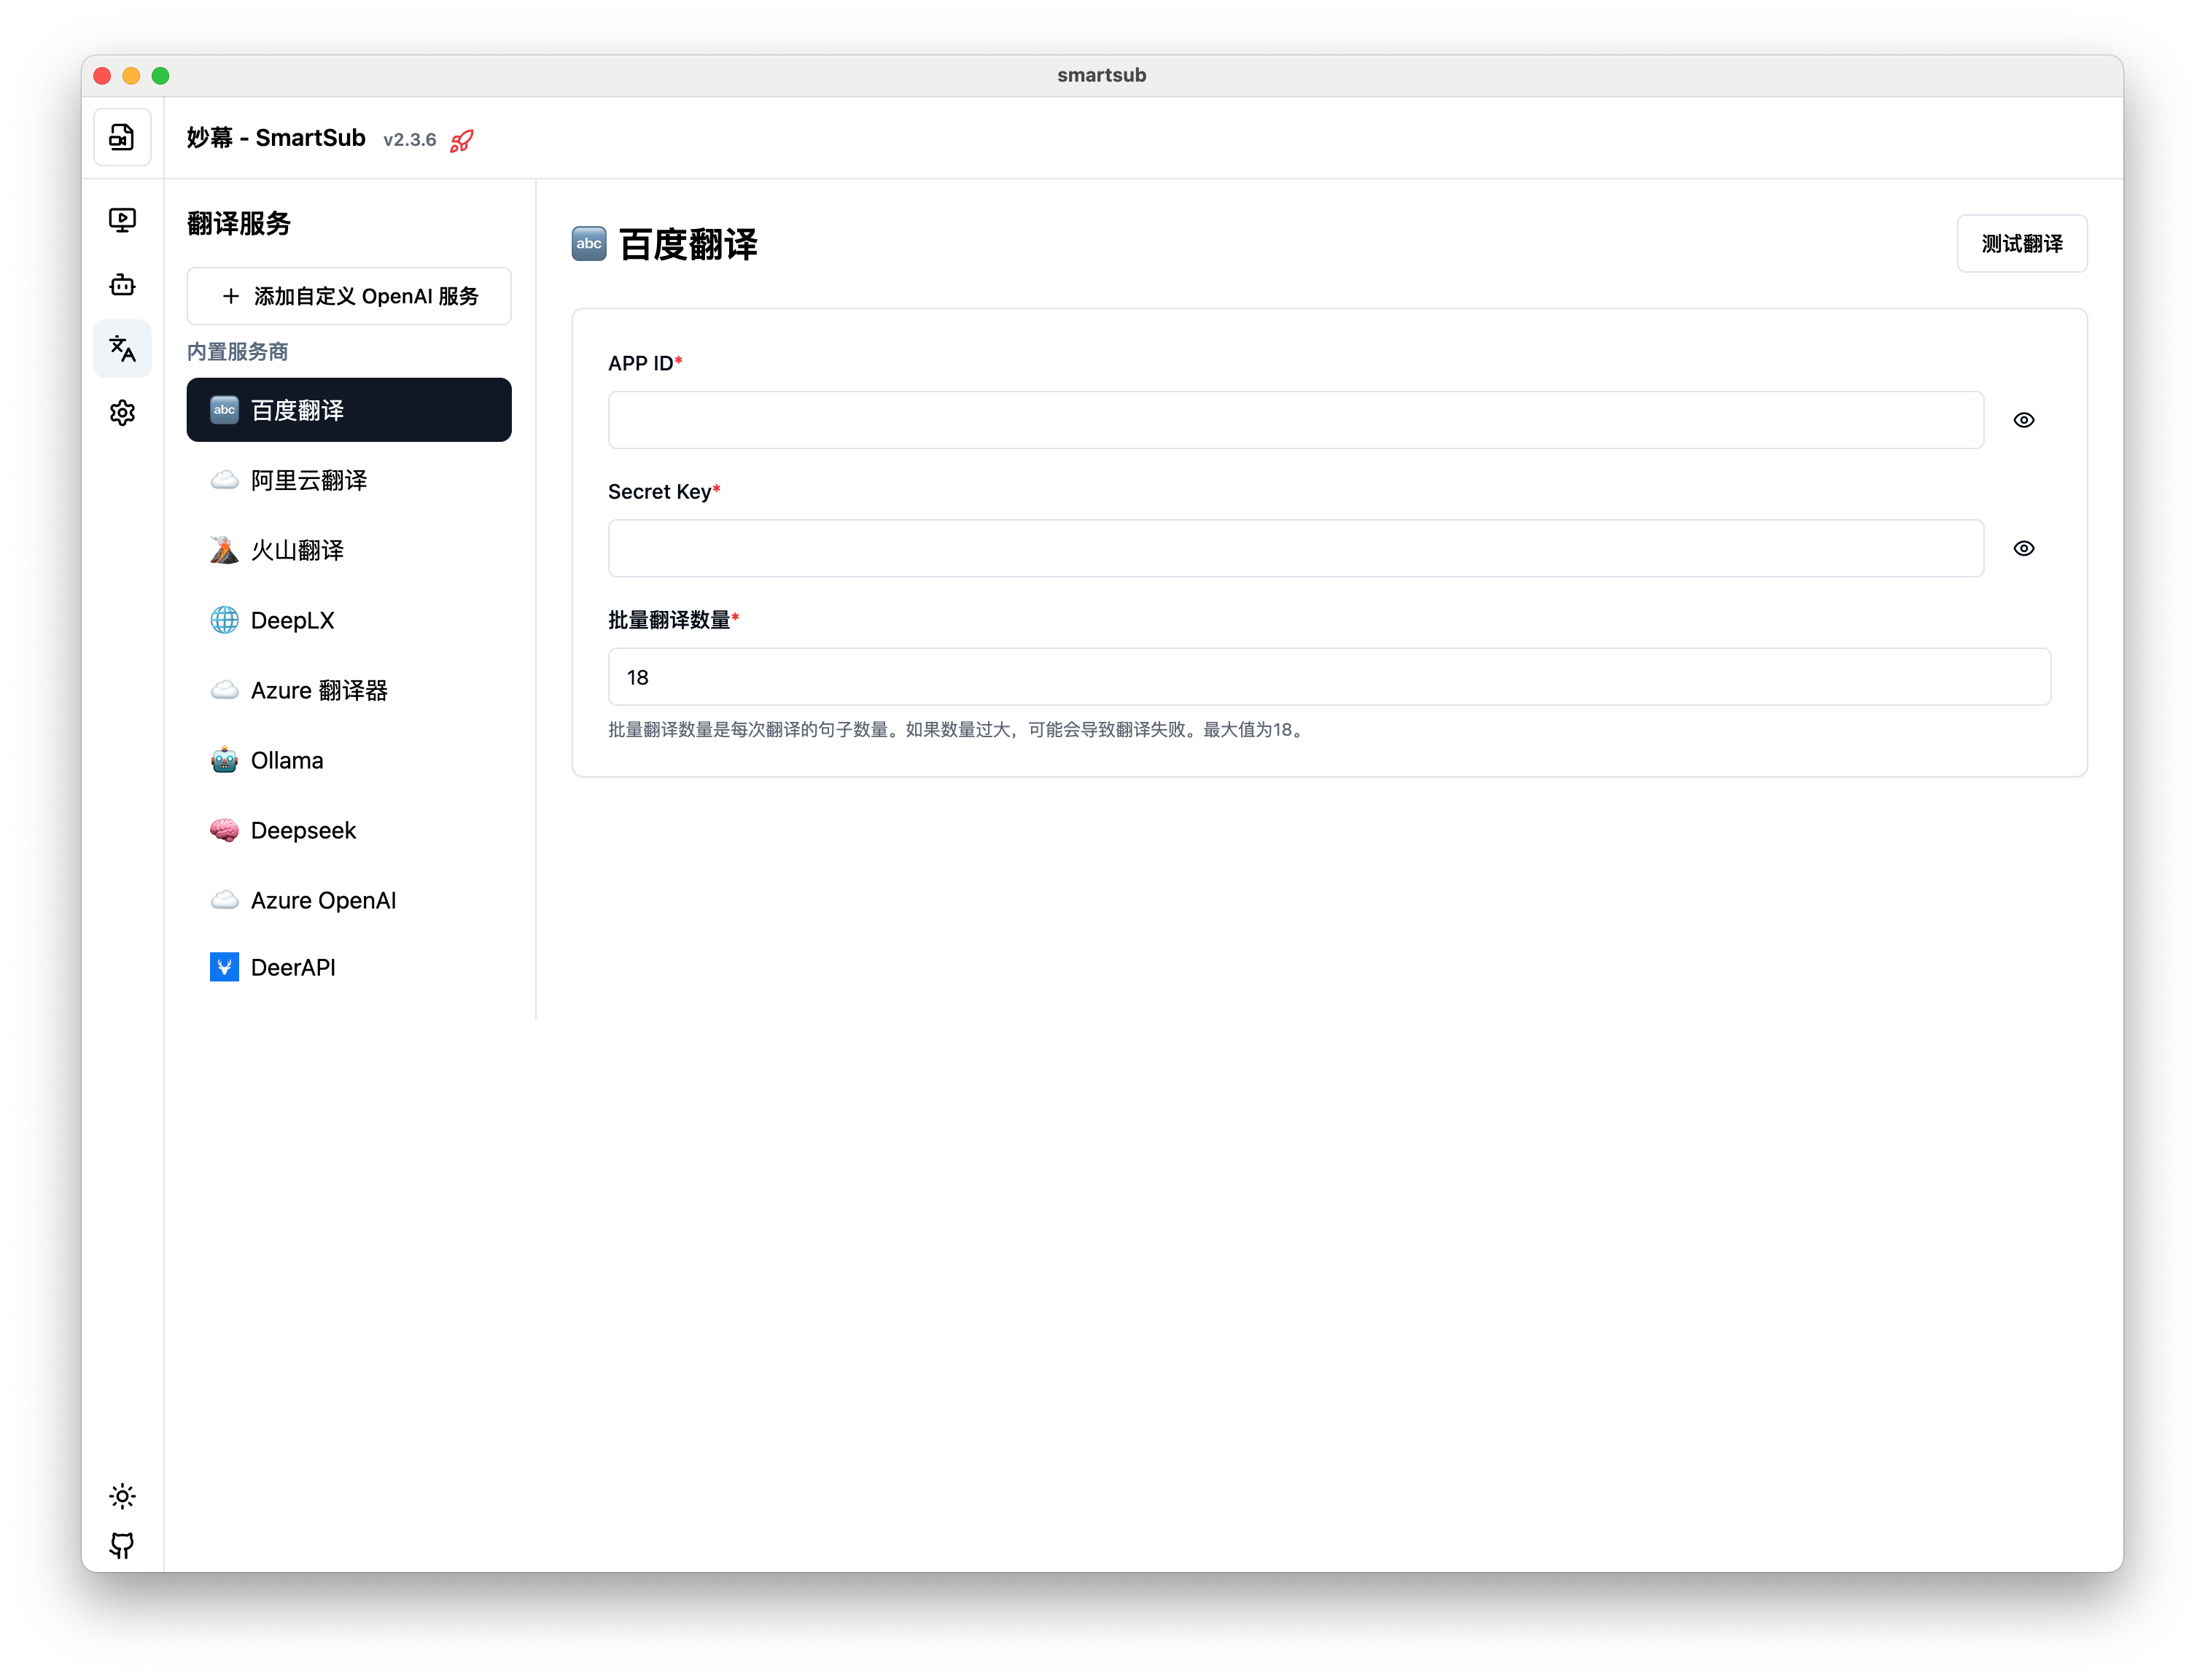 smartsub
妙幕 - SmartSub v2.3.6
翻译服务
+ 添加自定义 OpenAI 服务
内置服务商
abc 百度翻译
阿里云翻译
火山翻译
DeepLX
Azure 翻译器
Ollama
Deepseek
Azure OpenAI
DeerAPI
abc 百度翻译
测试翻译
APP ID*
Secret Key*
批量翻译数量*
18
批量翻译数量是每次翻译的句子数量。如果数量过大，可能会导致翻译失败。最大值为18。